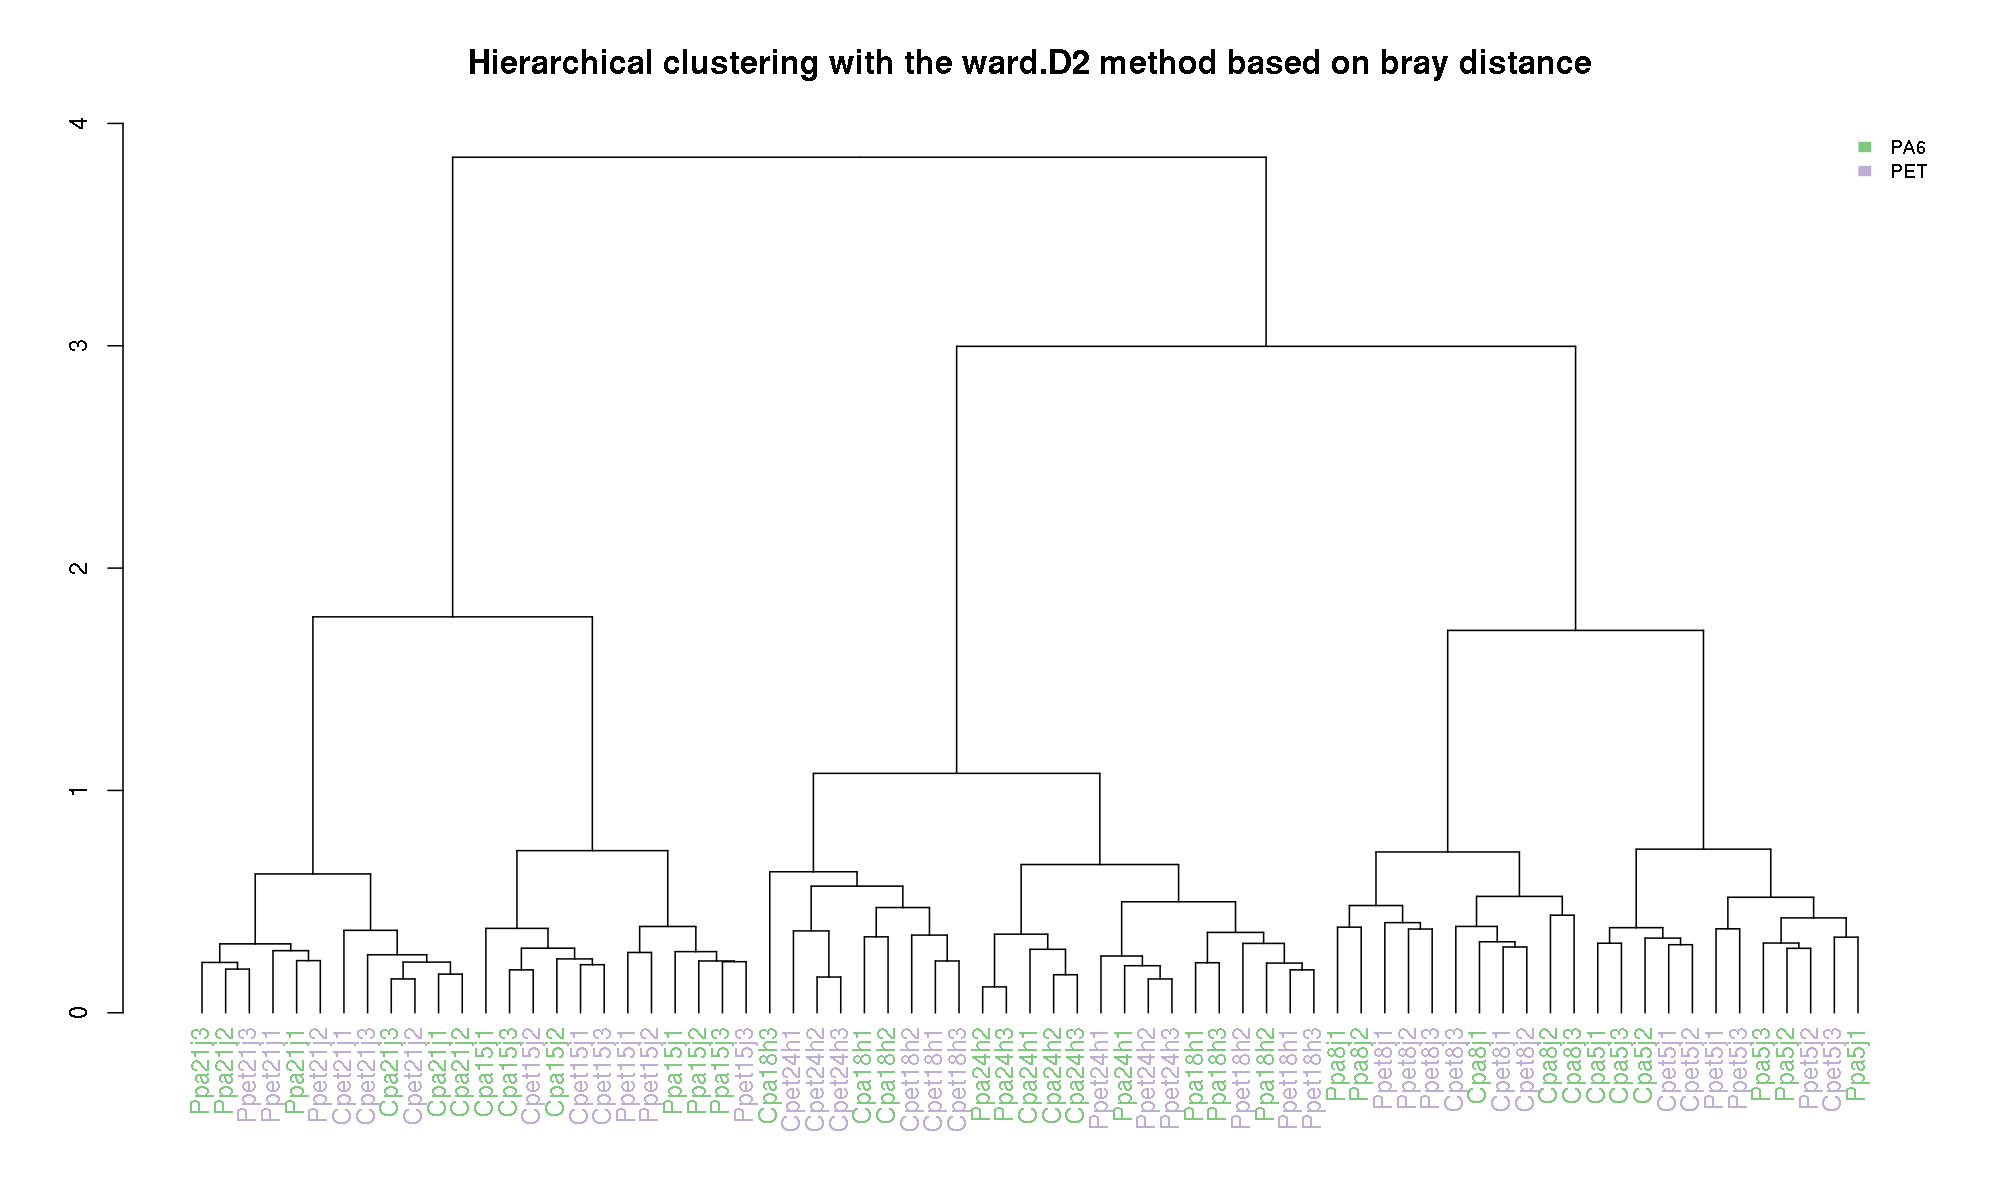 Hierarchical clustering with the ward.D2 method based on bray distance
4
3
2
1
0
PA6
PET
Ppa21j3
Ppa21j2
Ppet21j3
Ppet21j1
Ppa21j1
Ppet21j2
Cpet21j1
Cpet21j3
Cpa21j3
Cpet21j2
Cpa21j1
Cpa21j2
Cpa15j1
Cpa15j3
Cpet15j2
Cpa15j2
Cpet15j1
Cpet15j3
Ppet15j1
Ppet15j2
Ppa15j1
Ppa15j2
Ppa15j3
Ppet15j3
Cpa18h3
Cpet24h1
Cpet24h2
Cpet24h3
Cpa18h1
Cpa18h2
Cpet18h2
Cpet18h1
Cpet18h3
Ppa24h2
Ppa24h3
Cpa24h1
Cpa24h2
Cpa24h3
Ppet24h1
Ppa24h1
Ppet24h2
Ppet24h3
Ppa18h1
Ppa18h3
Ppet18h2
Ppa18h2
Ppet18h1
Ppet18h3
Ppa8j1
Ppa8j2
Ppet8j1
Ppet8j2
Ppet8j3
Cpet8j3
Cpa8j1
Cpet8j1
Cpet8j2
Cpa8j2
Cpa8j3
Cpa5j1
Cpa5j3
Cpa5j2
Cpet5j1
Cpet5j2
Ppet5j1
Ppet5j3
Ppa5j3
Ppa5j2
Ppet5j2
Cpet5j3
Ppa5j1